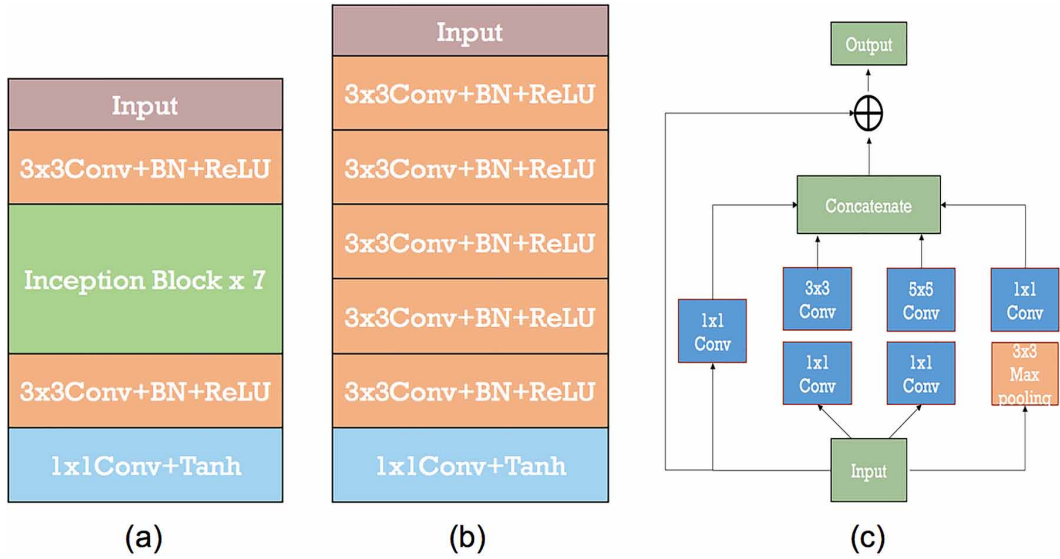 Input
3x3Conv+BN+ReLU
Inception Block x 7
3x3Conv+BN+ReLU
1x1Conv+Tanh
(a)
Input
3x3Conv+BN+ReLU
3x3Conv+BN+ReLU
3x3Conv+BN+ReLU
3x3Conv+BN+ReLU
3x3Conv+BN+ReLU
1x1Conv+Tanh
(b)
Output
Concatenate
1x1
Conv
3x3
Conv
5x5
Conv
1x1
Conv
1x1
Conv
1x1
Conv
3x3
Max
pooling
Input
(c)